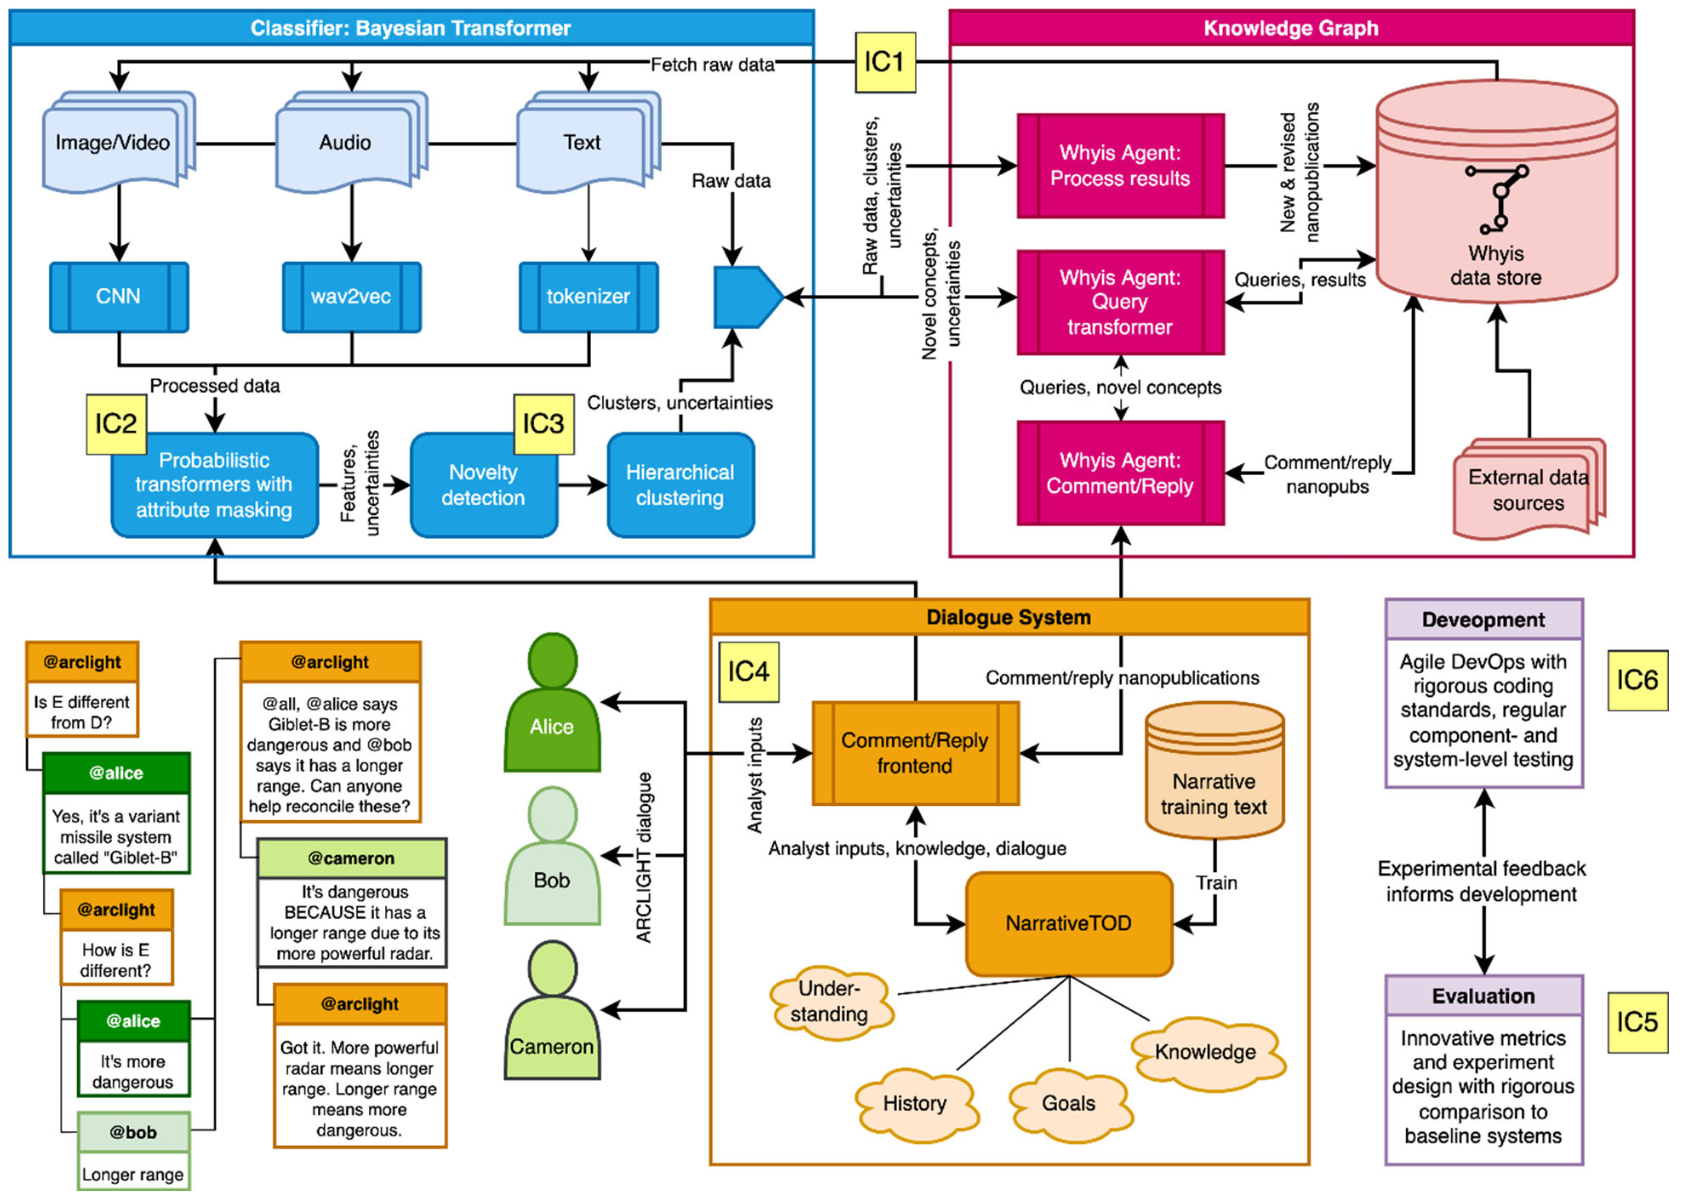 Classifier: Bayesian Transformer
Fetch raw data
Image/Video
Audio
Text
Raw data
CNN
wav2vec
tokenizer
Processed data
IC2
Probabilistic
transformers with
attribute masking
Features,
uncertainties
IC3
Novelty
detection
Clusters, uncertainties
Hierarchical
clustering
IC1
Raw data, clusters,
uncertainties
Novel concepts,
uncertainties
Knowledge Graph
Whyis Agent:
Process results
New & revised
nanopublications
Whyis
data store
Whyis Agent:
Query
transformer
Queries, results
Queries, novel concepts
Whyis Agent:
Comment/Reply
Comment/reply
nanopubs
External data
sources
@arclight
Is E different
from D?
@alice
Yes, it's a variant
missile system
called "Giblet-B"
@arclight
How is E
different?
@alice
It's more
dangerous
@bob
Longer range
@arclight
@all, @alice says
Giblet-B is more
dangerous and @bob
says it has a longer
range. Can anyone
help reconcile these?
@cameron
It's dangerous
BECAUSE it has a
longer range due to its
more powerful radar.
@arclight
Got it. More powerful
radar means longer
range. Longer range
means more
dangerous.
Alice
Bob
Cameron
ARCLIGHT dialogue
Dialogue System
IC4
Analyst inputs
Comment/Reply
frontend
Comment/reply nanopublications
Narrative
training text
Analyst inputs, knowledge, dialogue
Train
NarrativeTOD
Under-
standing
History
Goals
Knowledge
Deveopment
Agile DevOps with
rigorous coding
standards, regular
component- and
system-level testing
IC6
Experimental feedback
informs development
Evaluation
Innovative metrics
and experiment
design with rigorous
comparison to
baseline systems
IC5